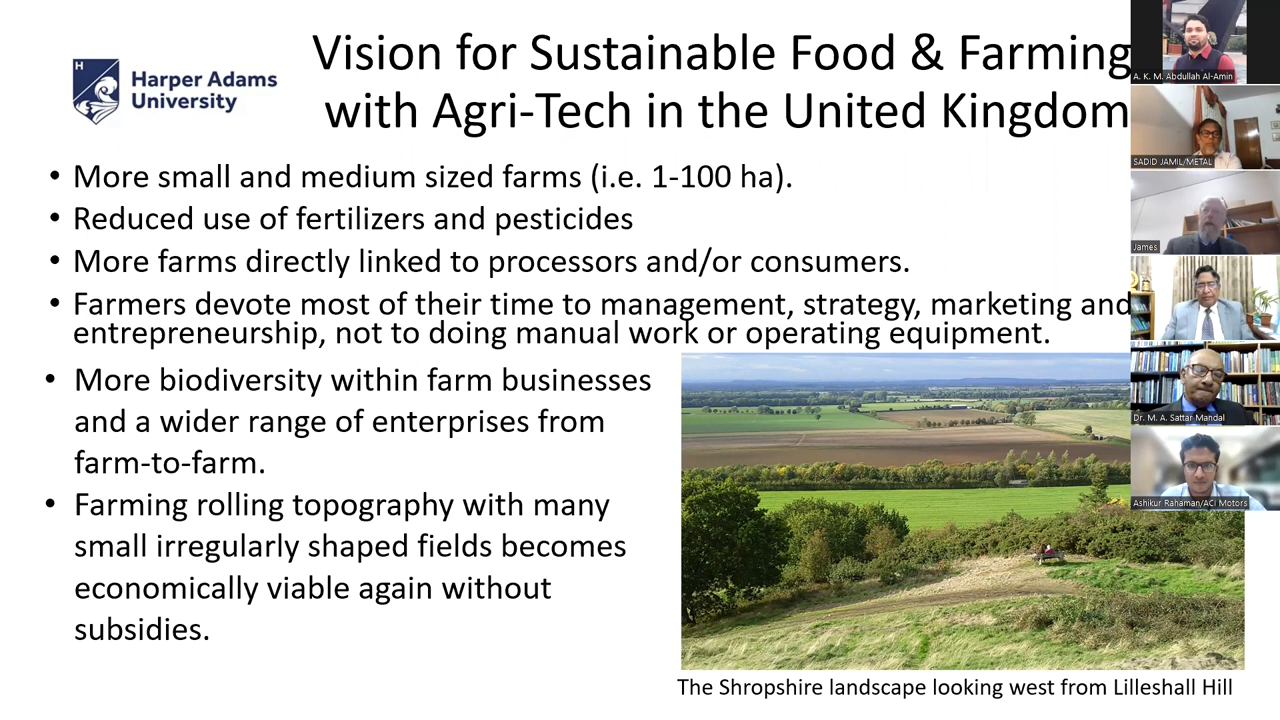 H
Harper Adams
University
Vision for Sustainable Food & Farming
with Agri-Tech in the United Kingdom
• More small and medium sized farms (i.e. 1-100 ha).
• Reduced use of fertilizers and pesticides
• More farms directly linked to processors and/or consumers.
• Farmers devote most of their time to management, strategy, marketing and
entrepreneurship, not to doing manual work or operating equipment.
• More biodiversity within farm businesses
and a wider range of enterprises from
farm-to-farm.
• Farming rolling topography with many
small irregularly shaped fields becomes
economically viable again without
subsidies.
The Shropshire landscape looking west from Lilleshall Hill
A. K. M. Abdullah Al-Amin
SADID JAMIL/METAL
James
Dr. M. A. Sattar Mandal
Ashikur Rahaman/ACI Motors